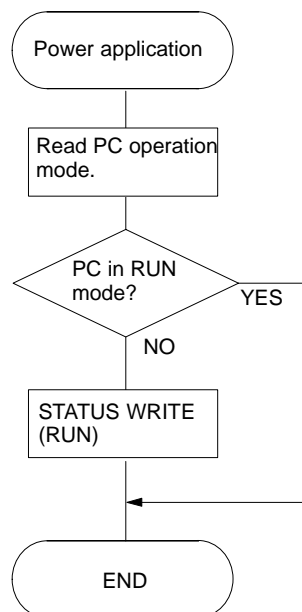 Power application
Read PC operation
mode.
PC in RUN
mode?
YES
NO
STATUS WRITE
(RUN)
END